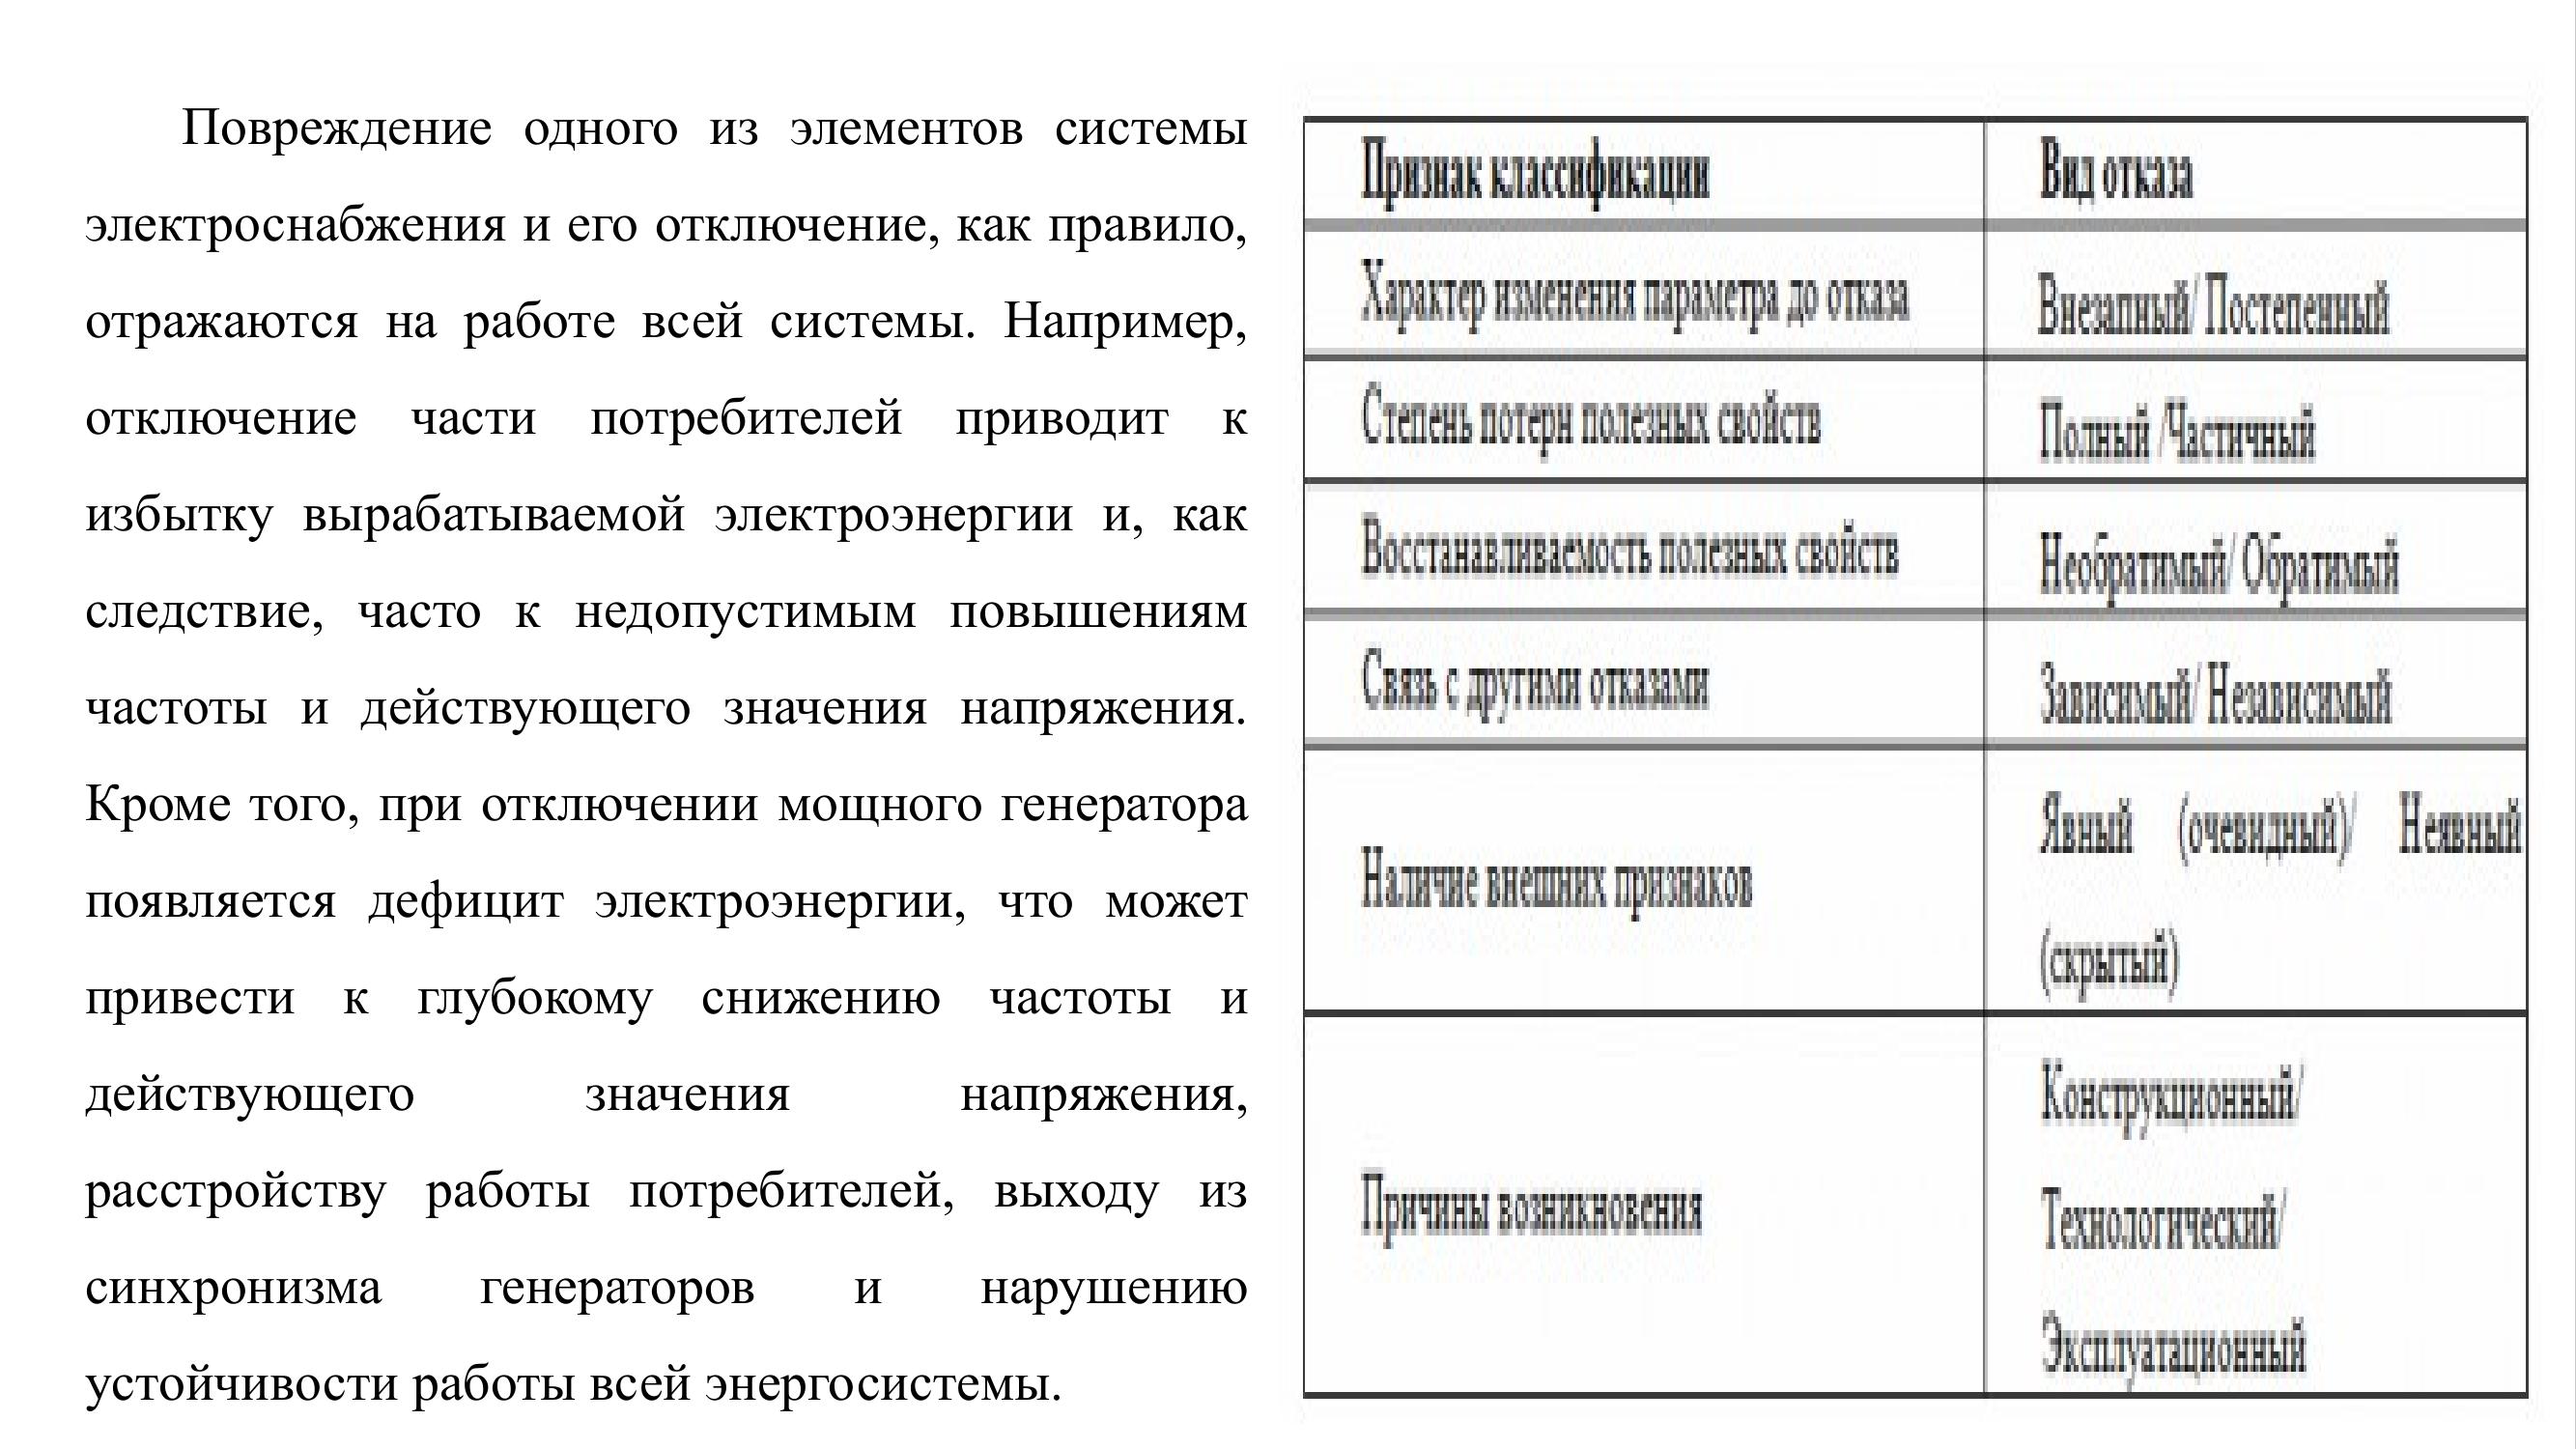 Повреждение одного из элементов системы
электроснабжения и его отключение, как правило,
отражаются на работе всей системы. Например,
отключение части потребителей приводит к
избытку вырабатываемой электроэнергии и, как
следствие, часто к недопустимым повышениям
частоты и действующего значения напряжения.
Кроме того, при отключении мощного генератора
появляется дефицит электроэнергии, что может
привести к глубокому снижению частоты и
действующего значения напряжения,
расстройству работы потребителей, выходу из
синхронизма генераторов и нарушению
устойчивости работы всей энергосистемы.
Признак классификации
Вид отказа
Характер изменения параметра до отказа
Внезапный/ Постепенный
Степень потери полезных свойств
Полный /Частичный
Восстанавливаемость полезных свойств
Необратимый/ Обратимый
Связь с другими отказами
Зависимый/ Независимый
Наличие внешних признаков
Явный (очевидный)/ Неявный
(скрытый)
Причины возникновения
Конструкционный/
Технологический/
Эксплуатационный